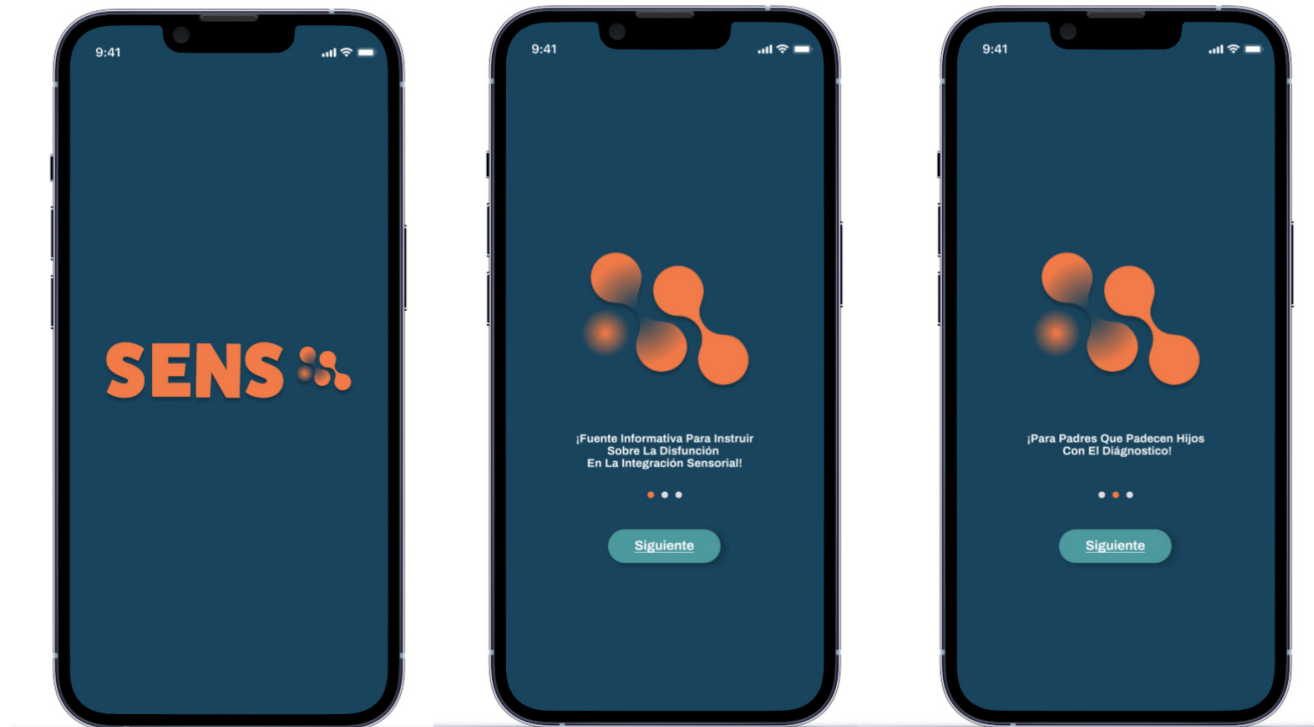 9:41
SENS
9:41
¡Fuente Informativa Para Instruir
Sobre La Disfunción
En La Integración Sensorial!
Siguiente
9:41
¡Para Padres Que Padecen Hijos
Con El Diágnostico!
Siguiente